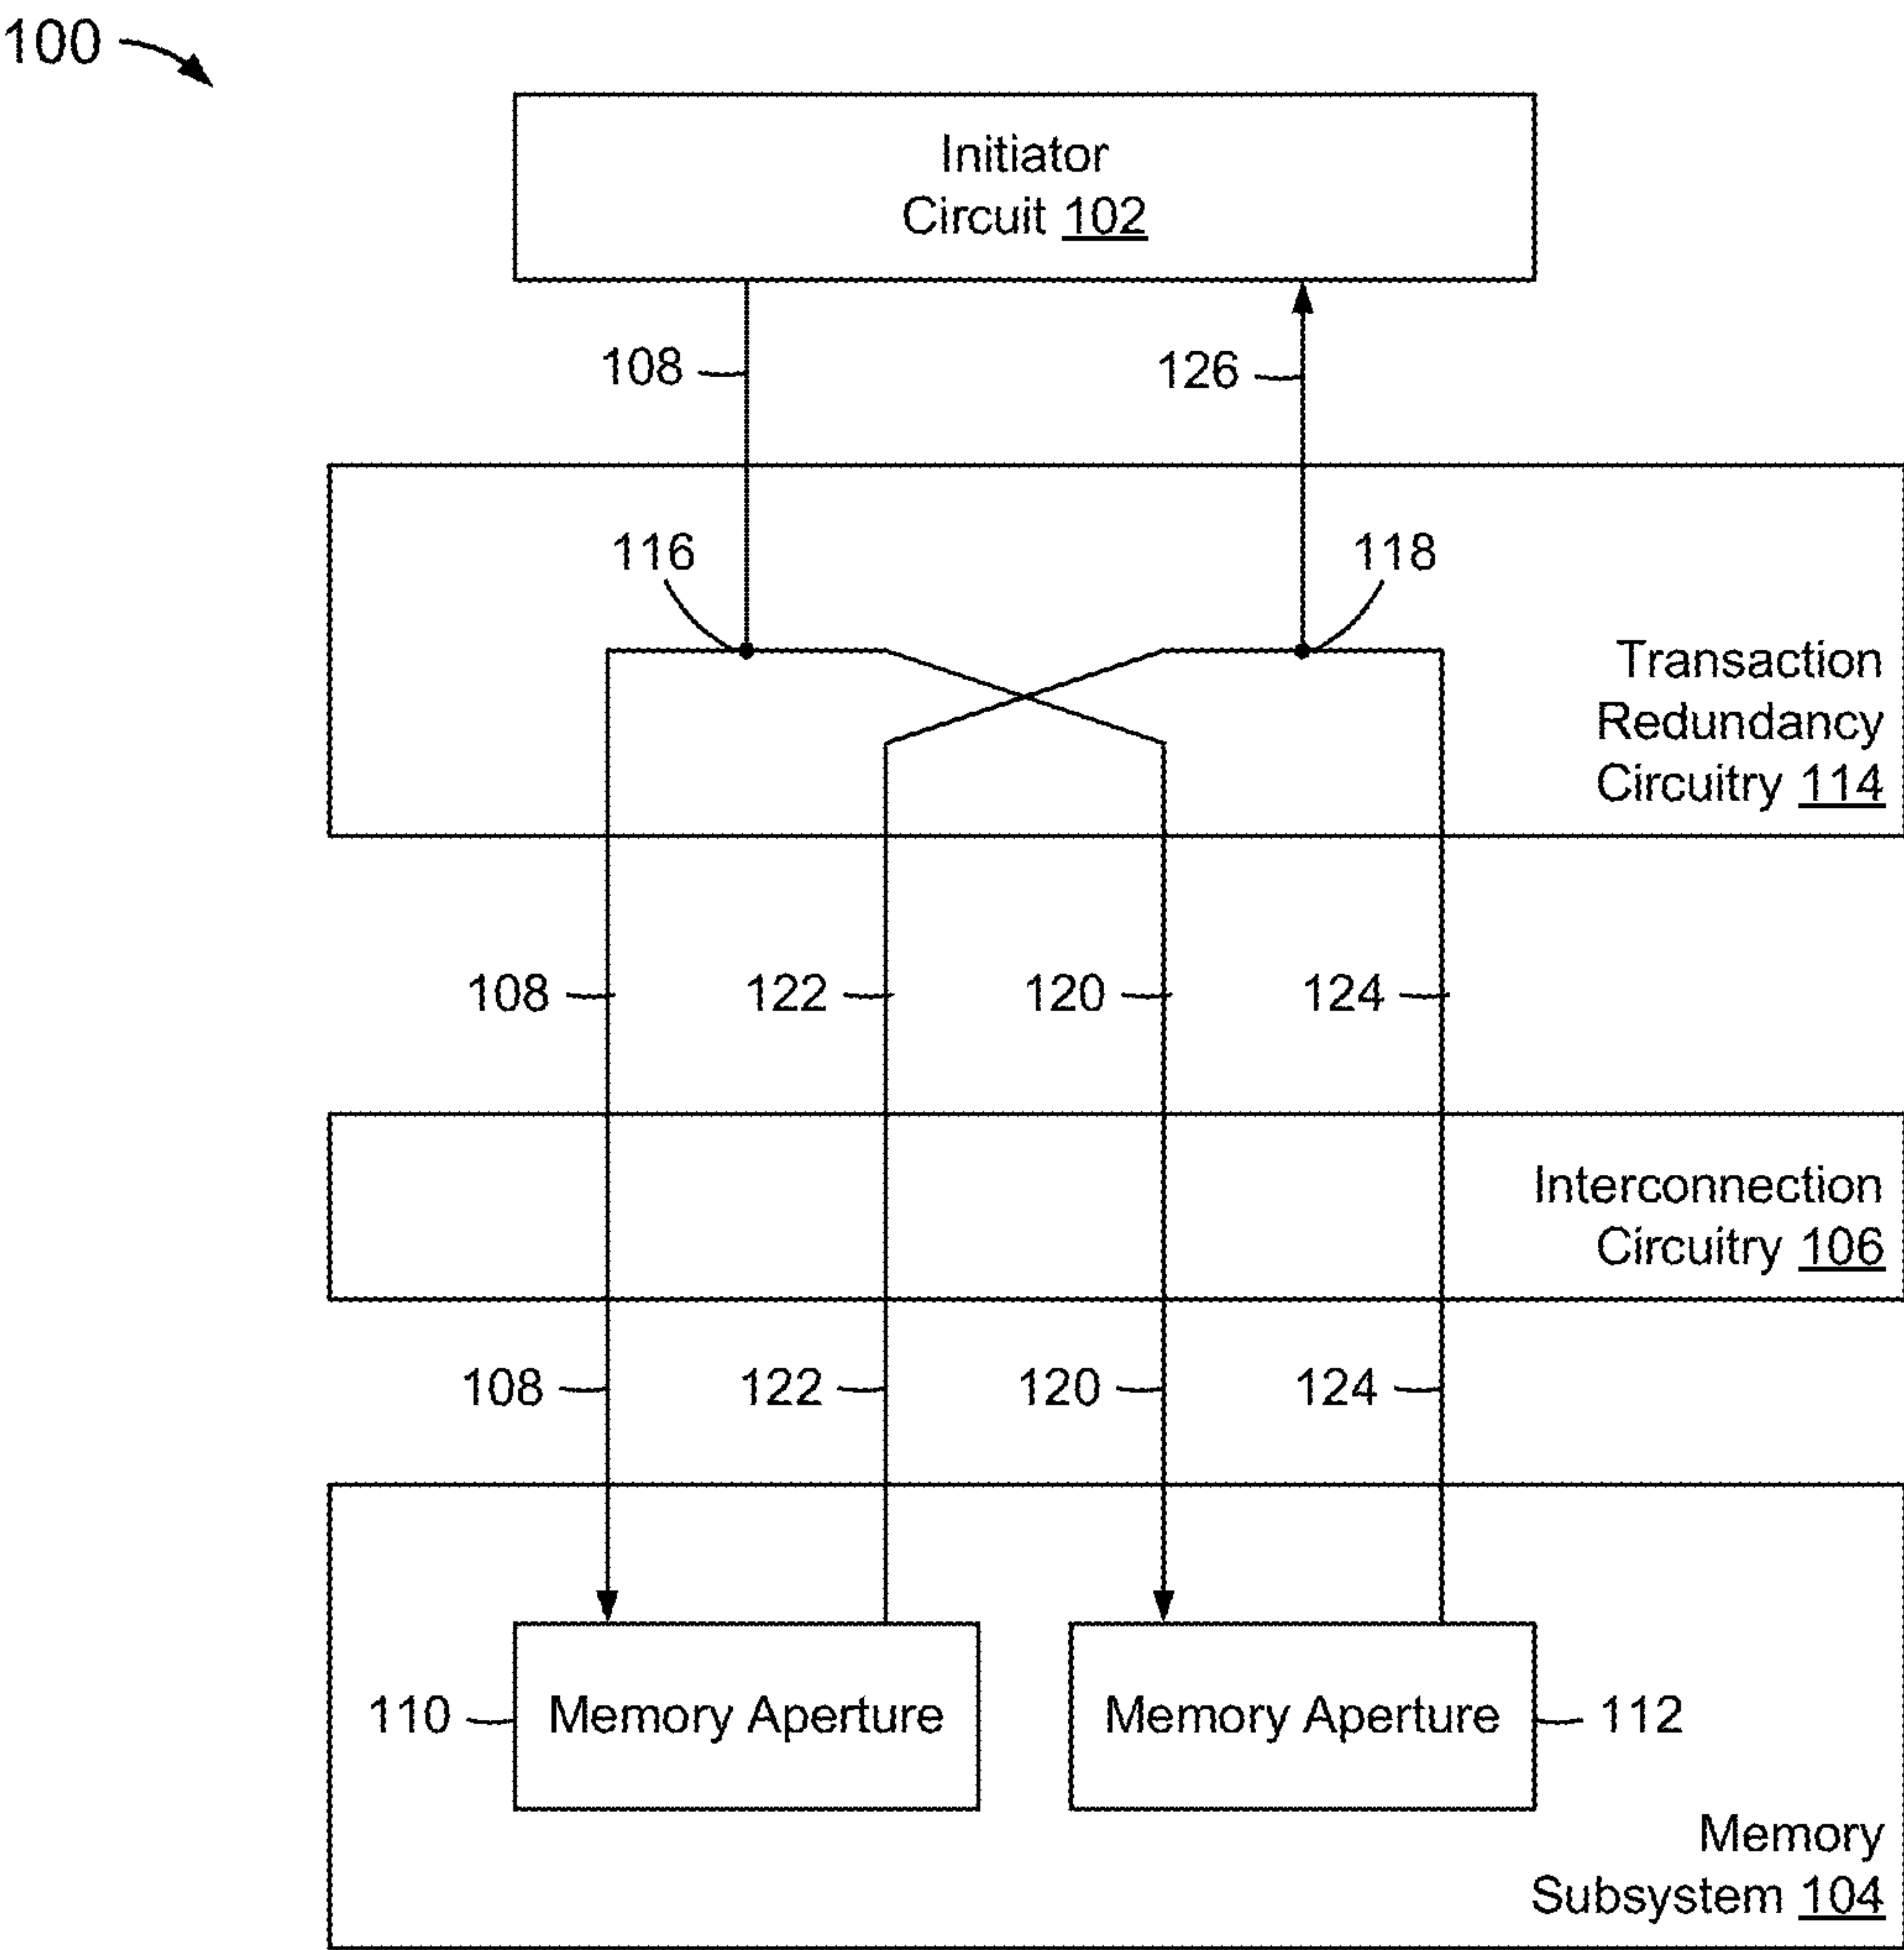 100
Initiator
Circuit 102
108
126
116
118
Transaction
Redundancy
Circuitry 114
108
122
120
124
Interconnection
Circuitry 106
108
122
120
124
110
Memory Aperture
Memory Aperture
112
Memory
Subsystem 104